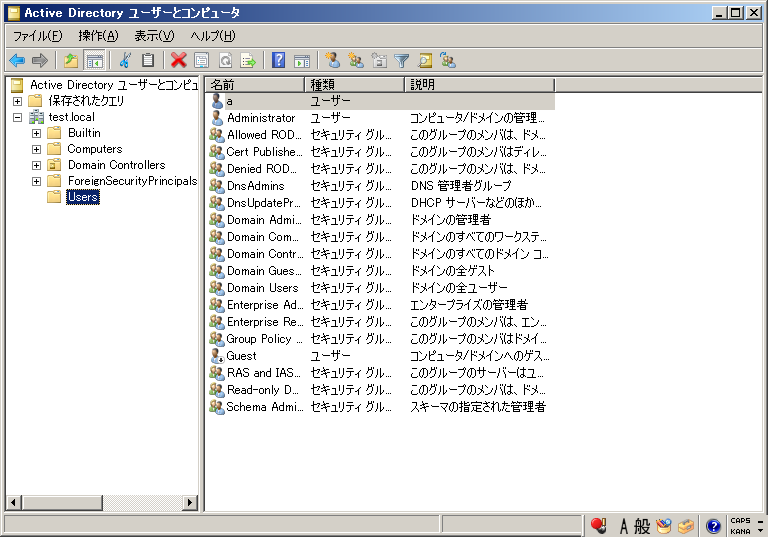 Active Directory ユーザーとコンピュータ
ファイル(F) 操作(A) 表示(V) ヘルプ(H)
Active Directory ユーザーとコンピュ
保存されたクエリ
test.local
Builtin
Computers
Domain Controllers
ForeignSecurityPrincipals
Users
名前 種類 説明
a ユーザー
Administrator ユーザー コンピュータ/ドメインの管理...
Allowed ROD... セキュリティ グル... このグループのメンバは、ドメ...
Cert Publishe... セキュリティ グル... このグループのメンバはディレ...
Denied ROD... セキュリティ グル... このグループのメンバは、ドメ...
DnsAdmins セキュリティ グル... DNS 管理者グループ
DnsUpdatePr... セキュリティ グル... DHCP サーバーなどのほか...
Domain Admi... セキュリティ グル... ドメインの管理者
Domain Com... セキュリティ グル... ドメインのすべてのワークステ...
Domain Contr... セキュリティ グル... ドメインのすべてのドメイン コ...
Domain Gues... セキュリティ グル... ドメインの全ゲスト
Domain Users セキュリティ グル... ドメインの全ユーザー
Enterprise Ad... セキュリティ グル... エンタープライズの管理者
Enterprise Re... セキュリティ グル... このグループのメンバは、エン...
Group Policy ... セキュリティ グル... このグループのメンバはドメイ...
Guest ユーザー コンピュータ/ドメインへのゲス...
RAS and IAS... セキュリティ グル... このグループのサーバーはユ...
Read-only D... セキュリティ グル... このグループのメンバは、ドメ...
Schema Admi... セキュリティ グル... スキーマの指定された管理者
A 般 CAPS
KANA